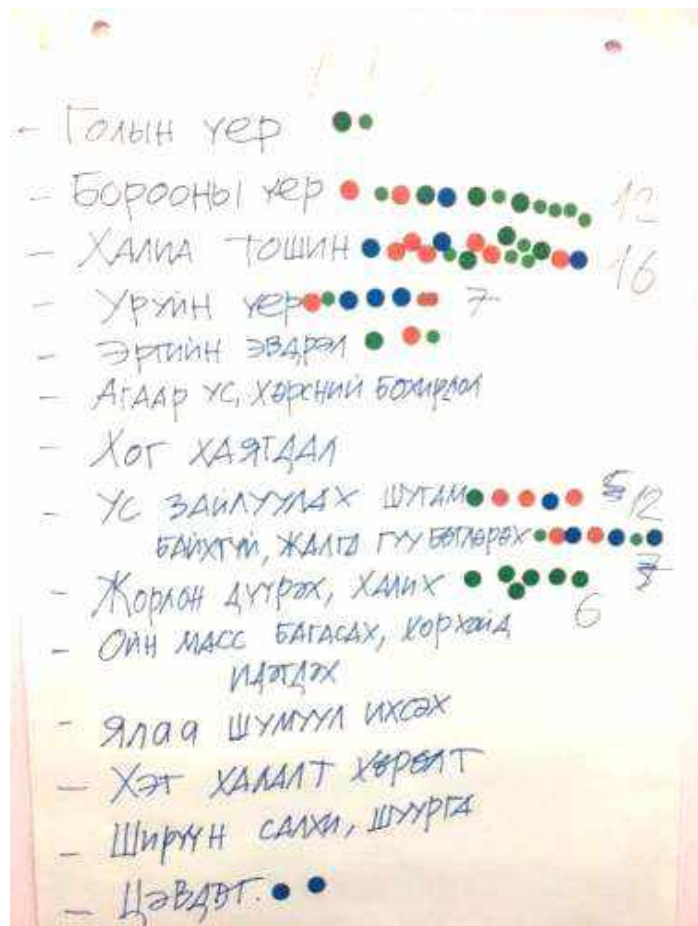 - Голын үер
- Борооны үер 12
- Халиа тошин 16
- Уруйн үер 7
- Эргийн эвдрэл
- Агаар ус, хөрсний бохирдол
- Хог хаягдал
- Ус зайлуулах шугам 5 12
байхгүй, жалга гуу бөглөрөх 7
- Жорлон дүүрэх, халих 6
- Ойн масс багасах, хорхойд
идэгдэх
- Ялаа шумуул ихсэх
- Хэт халалт хөрөлт
- Ширүүн салхи, шуурга
- Цэвдэг.